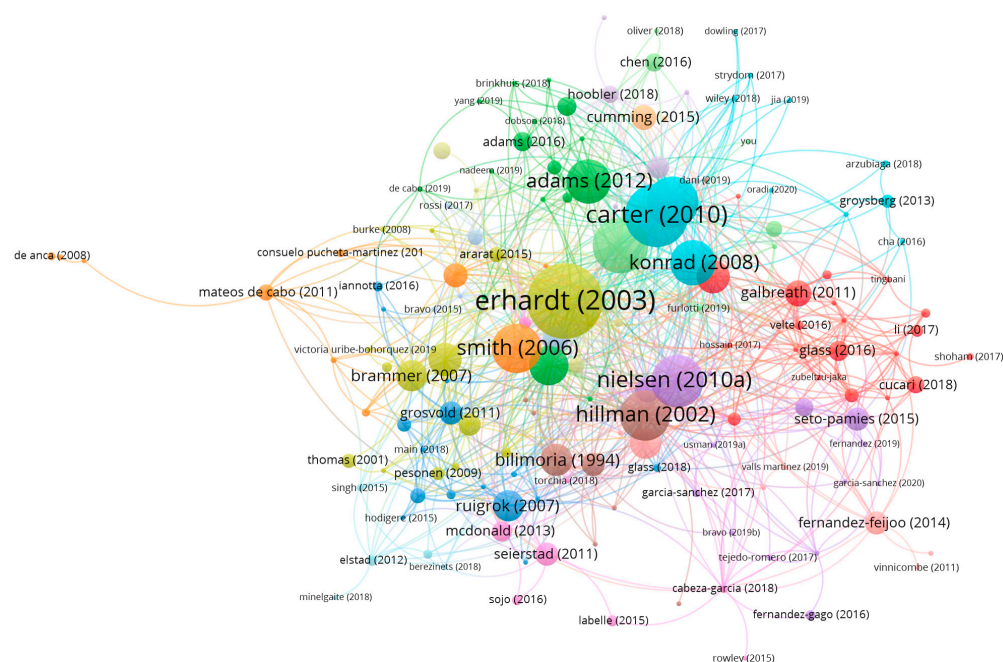 oliver (2018)
dowling (2017)
chen (2016)
strydom (2017)
brinkhuis (2018)
hoobler (2018)
wiley (2018)
jia (2019)
yang (2019)
cumming (2015)
dobson (2018)
adams (2016)
you
nadeem (2019)
arzubiaga (2018)
adams (2012)
dani (2019)
de cabo (2019)
oradi (2020)
groysberg (2013)
rossi (2017)
carter (2010)
burke (2008)
cha (2016)
consuelo pucheta-martinez (201
ararat (2015)
de anca (2008)
konrad (2008)
tingbani
iannotta (2016)
mateos de cabo (2011)
galbreath (2011)
erhardt (2003)
bravo (2015)
furlotti (2019)
velte (2016)
li (2017)
hossain (2017)
smith (2006)
victoria uribe-bohorquez (2019
glass (2016)
shoham (2017)
brammer (2007)
zubeltzu-jaka
nielsen (2010a)
cucari (2018)
grosvold (2011)
hillman (2002)
seto-pamies (2015)
fernandez (2019)
usman (2019a)
main (2018)
thomas (2001)
bilimoria (1994)
glass (2018)
valls martinez (2019)
pesonen (2009)
torchia (2018)
garcia-sanchez (2020)
singh (2015)
garcia-sanchez (2017)
ruigrok (2007)
hodigere (2015)
fernandez-feijoo (2014)
mcdonald (2013)
bravo (2019b)
seierstad (2011)
tejedo-romero (2017)
elstad (2012)
berezinets (2018)
vinnicombe (2011)
cabeza-garcia (2018)
minelgaite (2018)
sojo (2016)
fernandez-gago (2016)
labelle (2015)
rowley (2015)